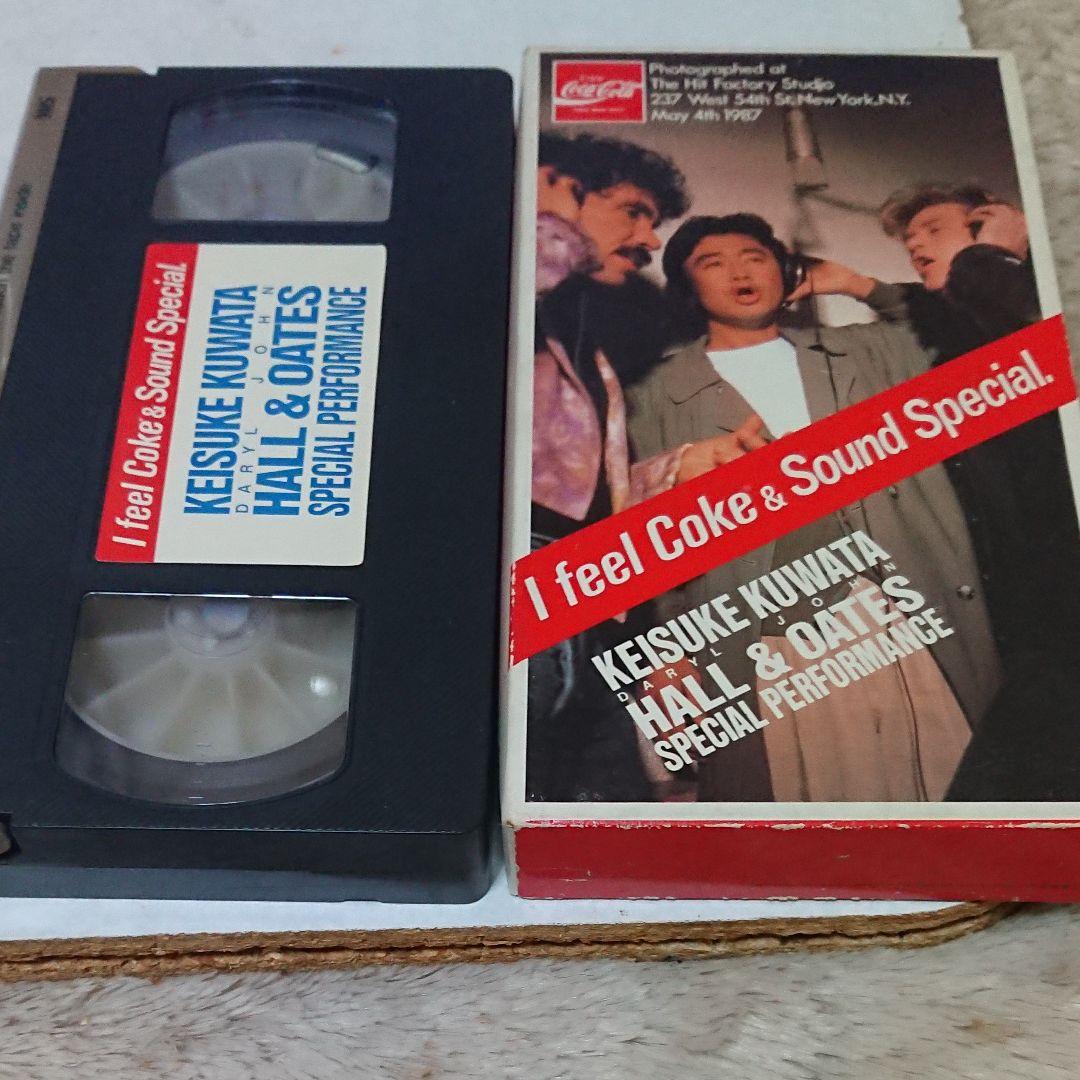 VHS
I feel Coke & Sound Special.
KEISUKE KUWATA
DARYL JOHN
HALL & OATES
SPECIAL PERFORMANCE
Coca-Cola
Photographed at
The Hit Factory Studio
237 West 54th St.NewYork,N.Y.
May 4th 1987
I feel Coke & Sound Special.
KEISUKE KUWATA
DARYL JOHN
HALL & OATES
SPECIAL PERFORMANCE